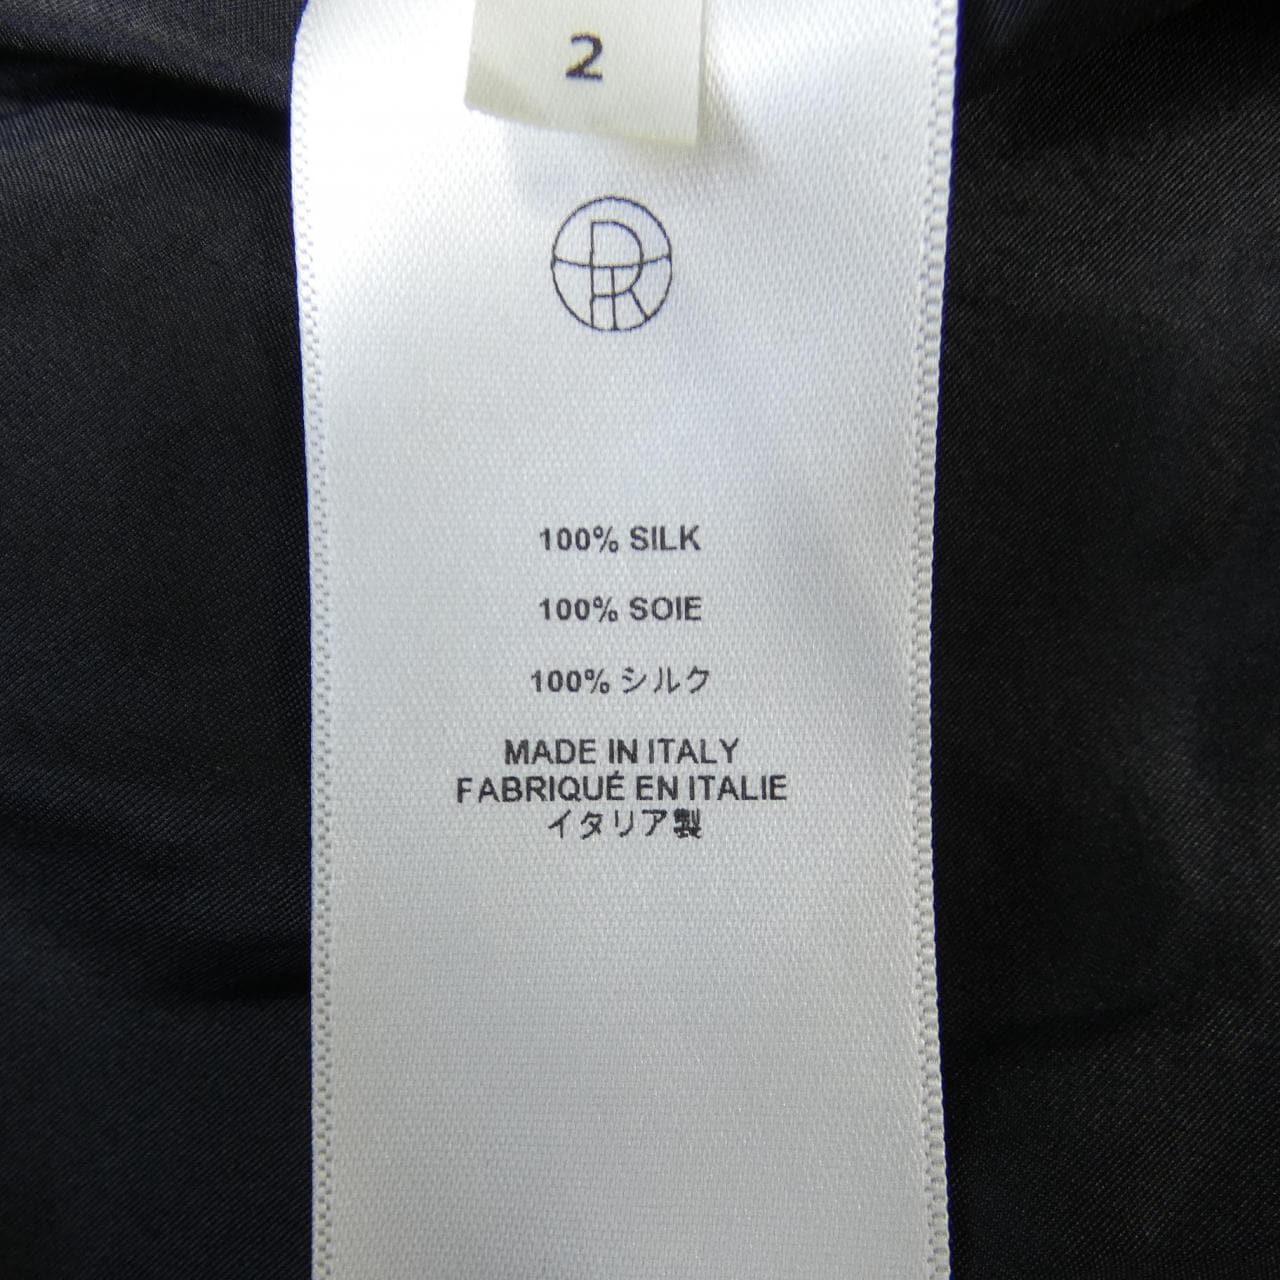 2
100% SILK
100% SOIE
100% シルク
MADE IN ITALY
FABRIQUÉ EN ITALIE
イタリア製